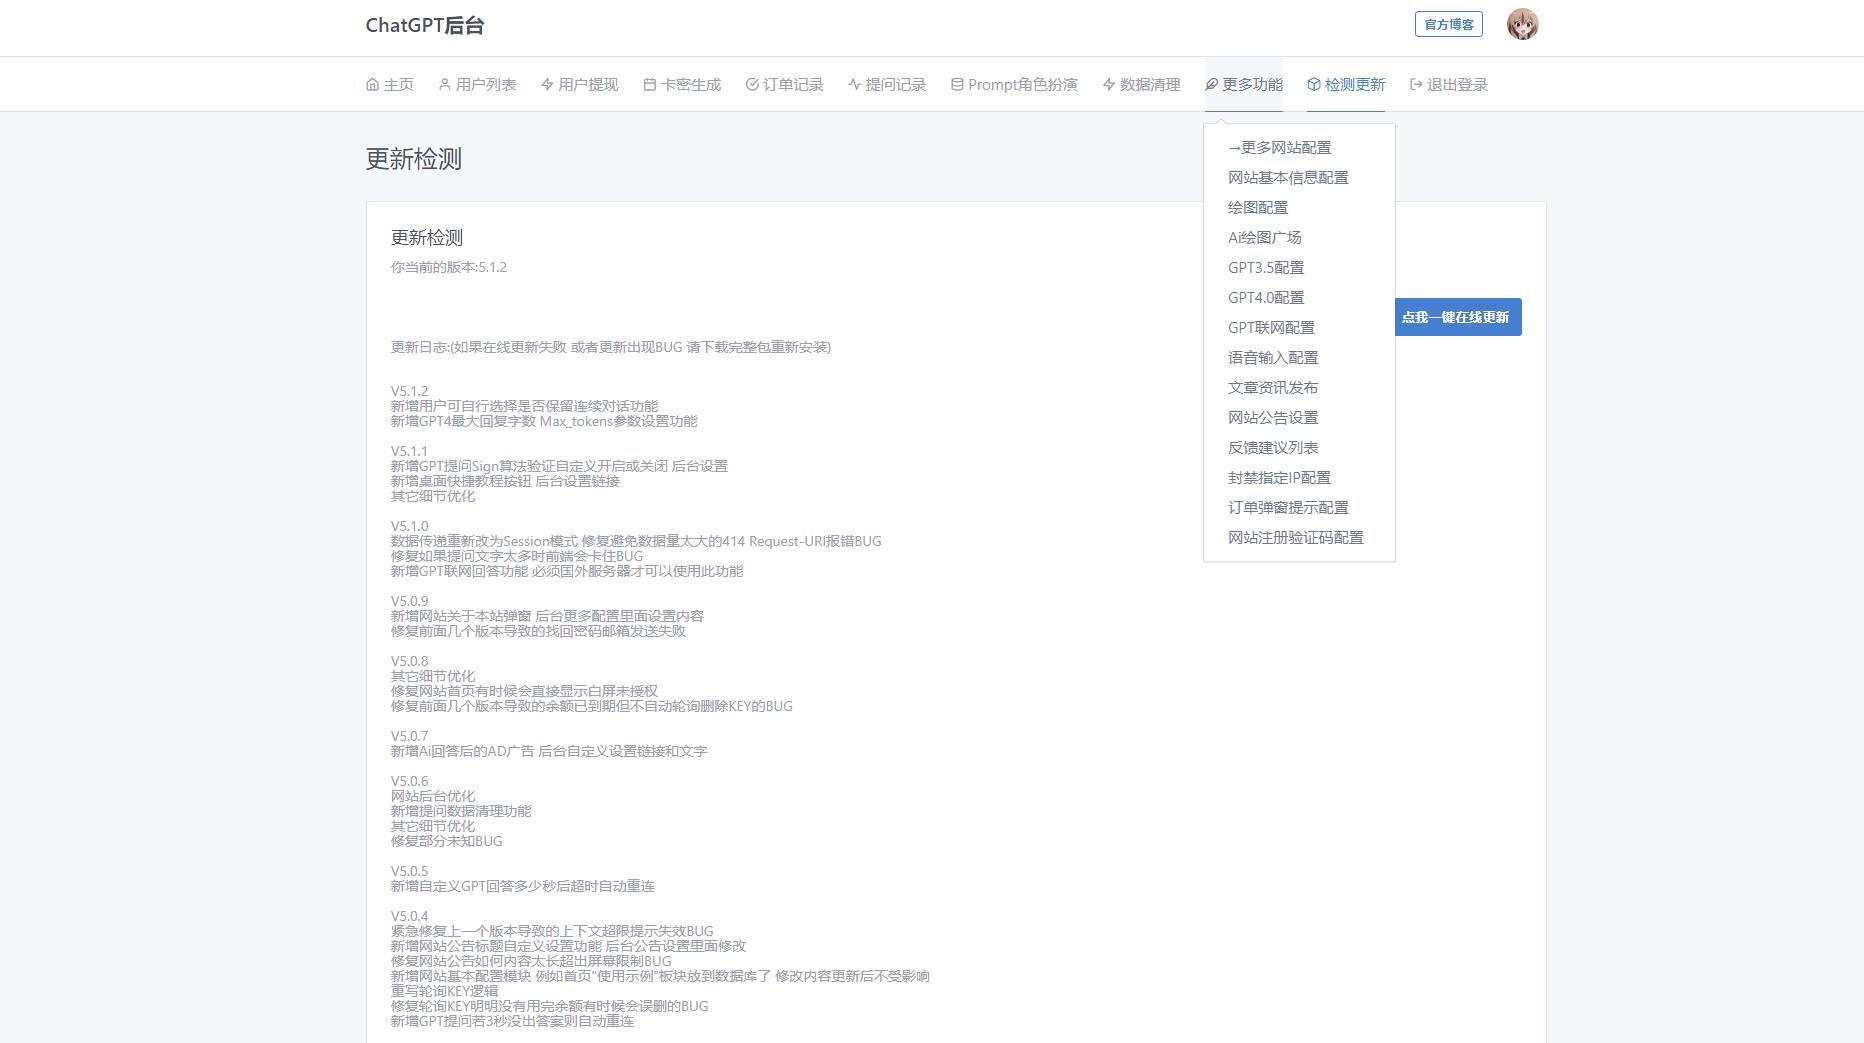 ChatGPT后台
官方博客
主页
用户列表
用户提现
卡密生成
订单记录
提问记录
Prompt角色扮演
数据清理
更多功能
检测更新
退出登录
→更多网站配置
网站基本信息配置
绘图配置
Ai绘图广场
GPT3.5配置
GPT4.0配置
GPT联网配置
语音输入配置
文章资讯发布
网站公告设置
反馈建议列表
封禁指定IP配置
订单弹窗提示配置
网站注册验证码配置
更新检测
更新检测
你当前的版本:5.1.2
点我一键在线更新
更新日志:(如果在线更新失败 或者更新出现BUG 请下载完整包重新安装)
V5.1.2
新增用户可自行选择是否保留连续对话功能
新增GPT4最大回复字数 Max_tokens参数设置功能
V5.1.1
新增GPT提问Sign算法验证自定义开启或关闭 后台设置
新增桌面快捷教程按钮 后台设置链接
其它细节优化
V5.1.0
数据传递重新改为Session模式 修复避免数据量太大的414 Request-URI报错BUG
修复如果提问文字太多时前端会卡住BUG
新增GPT联网回答功能 必须国外服务器才可以使用此功能
V5.0.9
新增网站关于本站弹窗 后台更多配置里面设置内容
修复前面几个版本导致的找回密码邮箱发送失败
V5.0.8
其它细节优化
修复网站首页有时候会直接显示白屏未授权
修复前面几个版本导致的余额已到期但不自动轮询删除KEY的BUG
V5.0.7
新增Ai回答后的AD广告 后台自定义设置链接和文字
V5.0.6
网站后台优化
新增提问数据清理功能
其它细节优化
修复部分未知BUG
V5.0.5
新增自定义GPT回答多少秒后超时自动重连
V5.0.4
紧急修复上一个版本导致的上下文超限提示失效BUG
新增网站公告标题自定义设置功能 后台公告设置里面修改
修复网站公告如何内容太长超出屏幕限制BUG
新增网站基本配置模块 例如首页"使用示例"板块放到数据库了 修改内容更新后不受影响
重写轮询KEY逻辑
修复轮询KEY明明没有用完余额有时候会误删的BUG
新增GPT提问若3秒没出答案则自动重连